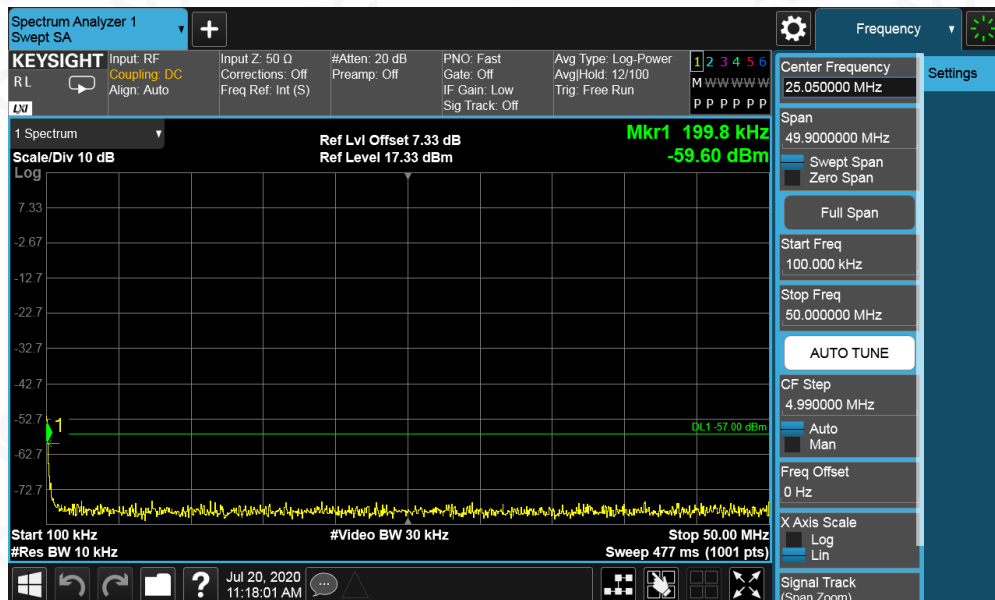 Spectrum Analyzer 1
Swept SA
+
Frequency
KEYSIGHT
RL
LXI
Input: RF
Coupling: DC
Align: Auto
Input Z: 50 Ω
Corrections: Off
Freq Ref: Int (S)
#Atten: 20 dB
Preamp: Off
PNO: Fast
Gate: Off
IF Gain: Low
Sig Track: Off
Avg Type: Log-Power
Avg|Hold: 12/100
Trig: Free Run
1 2 3 4 5 6
M W W W W W
P P P P P P
1 Spectrum
Scale/Div 10 dB
Log
Ref Lvl Offset 7.33 dB
Ref Level 17.33 dBm
Mkr1 199.8 kHz
-59.60 dBm
7.33
-2.67
-12.7
-22.7
-32.7
-42.7
-52.7
1
DL1 -57.00 dBm
-62.7
-72.7
Start 100 kHz
#Res BW 10 kHz
#Video BW 30 kHz
Stop 50.00 MHz
Sweep 477 ms (1001 pts)
?
Jul 20, 2020
11:18:01 AM
Center Frequency
25.050000 MHz
Settings
Span
49.9000000 MHz
Swept Span
Zero Span
Full Span
Start Freq
100.000 kHz
Stop Freq
50.000000 MHz
AUTO TUNE
CF Step
4.990000 MHz
Auto
Man
Freq Offset
0 Hz
X Axis Scale
Log
Lin
Signal Track
(Span Zoom)